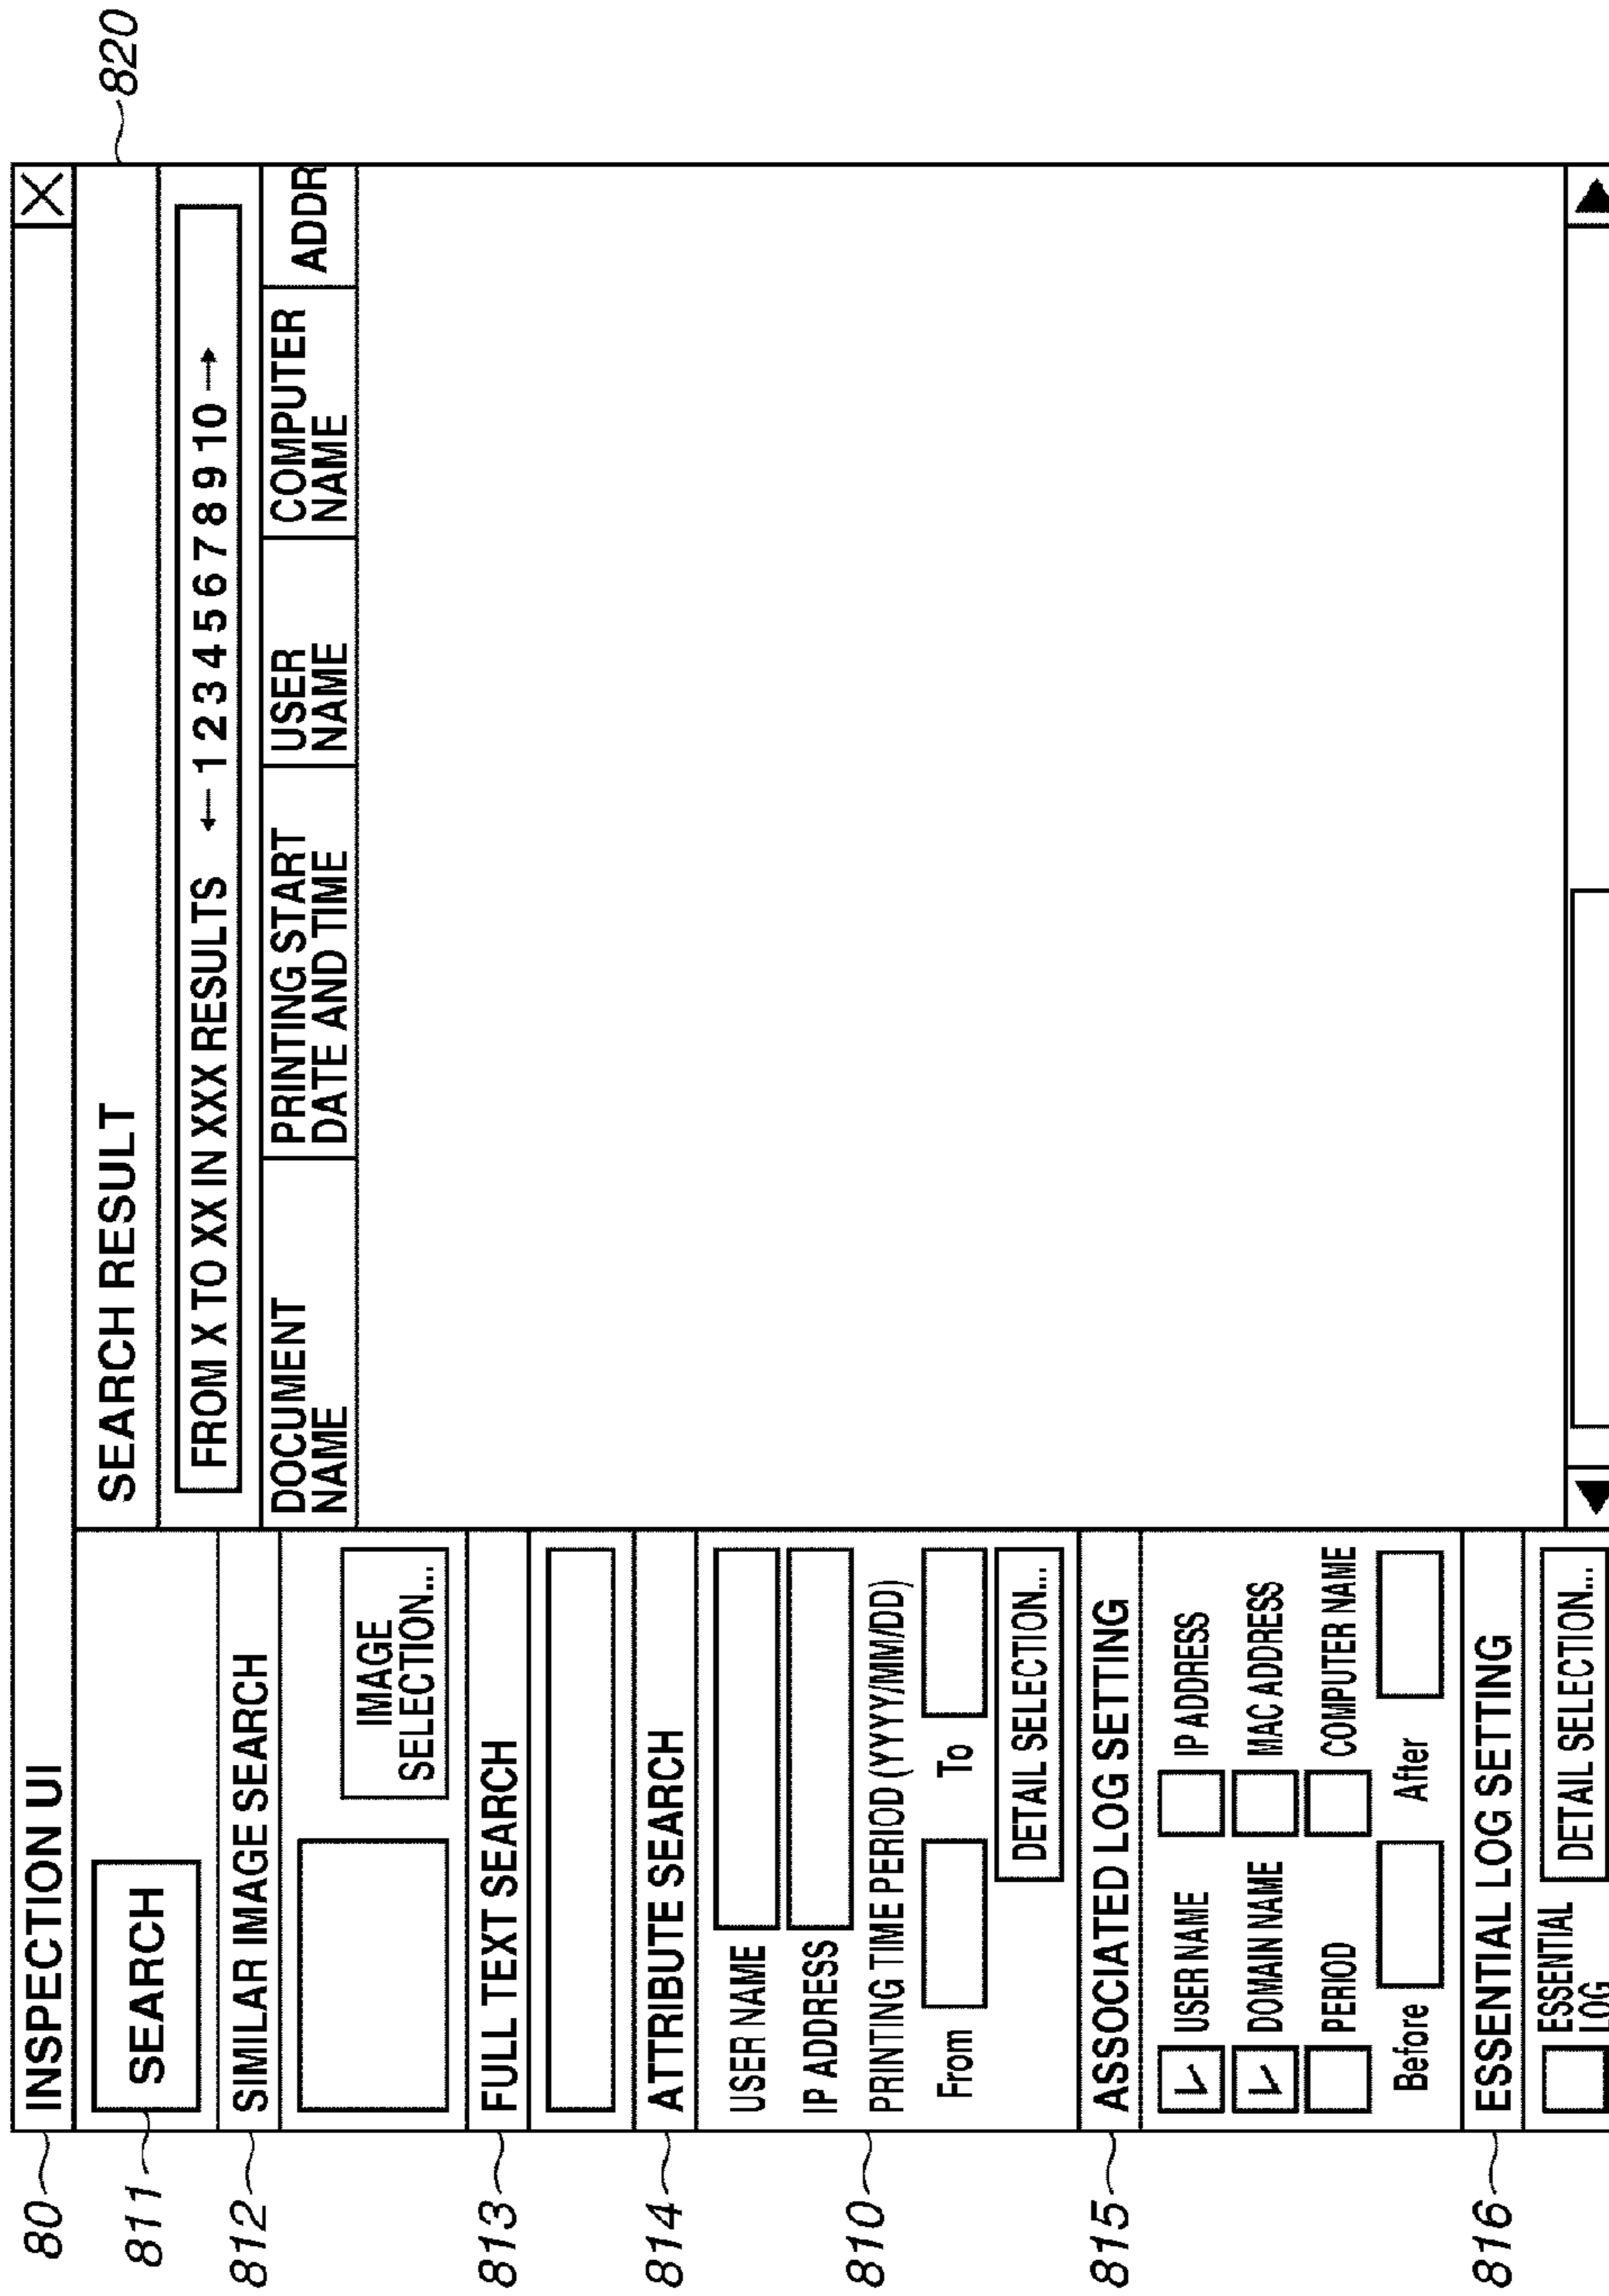 80
INSPECTION UI
811
SEARCH
812
SIMILAR IMAGE SEARCH
IMAGE
SELECTION...
813
FULL TEXT SEARCH
814
ATTRIBUTE SEARCH
USER NAME
IP ADDRESS
810
PRINTING TIME PERIOD (YYYY/MM/DD)
From To
DETAIL SELECTION...
815
ASSOCIATED LOG SETTING
USER NAME IP ADDRESS
DOMAIN NAME MAC ADDRESS
PERIOD COMPUTER NAME
Before After
816
ESSENTIAL LOG SETTING
ESSENTIAL
LOG
DETAIL SELECTION...
820
SEARCH RESULT
FROM X TO XX IN XXX RESULTS ← 1 2 3 4 5 6 7 8 9 10 →
DOCUMENT
NAME
PRINTING START
DATE AND TIME
USER
NAME
COMPUTER
NAME
ADDR